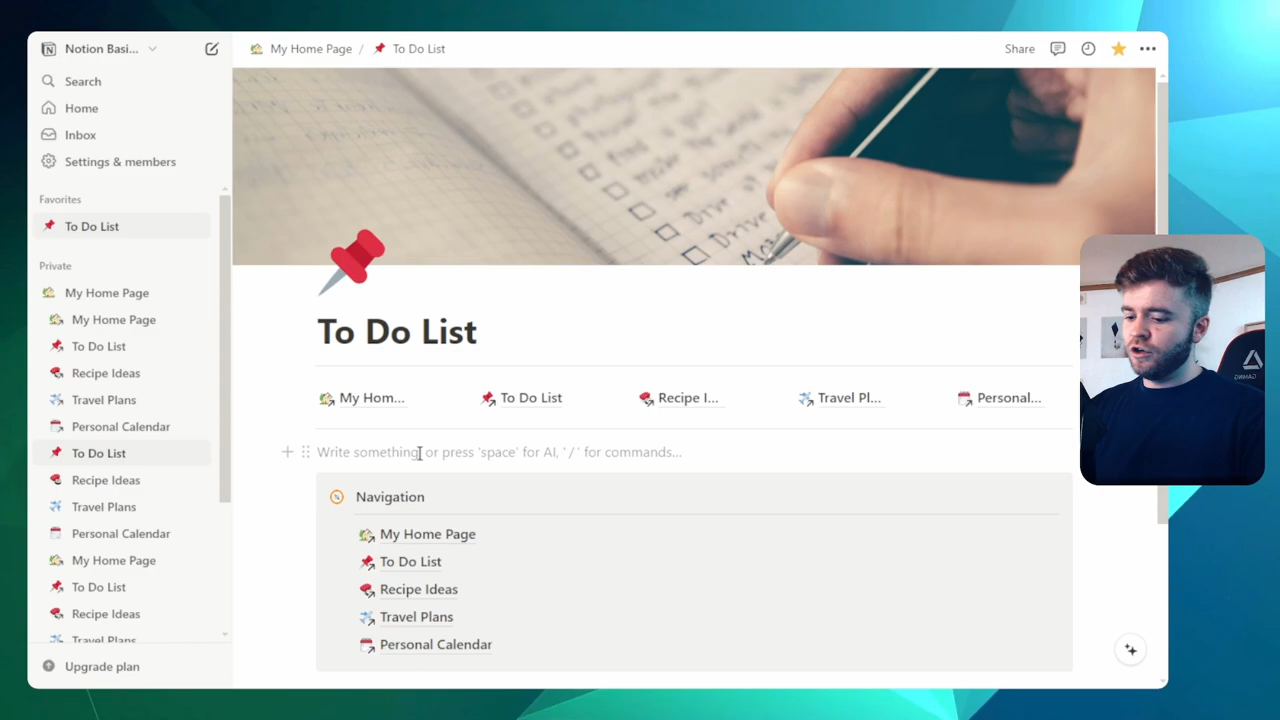 Notion Basi...
My Home Page / To Do List
Share
Search
Home
Inbox
Settings & members
Favorites
To Do List
Private
My Home Page
My Home Page
To Do List
Recipe Ideas
Travel Plans
Personal Calendar
To Do List
Recipe Ideas
Travel Plans
Personal Calendar
My Home Page
To Do List
Recipe Ideas
Travel Plans
Upgrade plan
Drive
To Do List
My Hom... To Do List Recipe I... Travel Pl... Personal...
Write something, or press 'space' for AI, '/' for commands...
Navigation
My Home Page
To Do List
Recipe Ideas
Travel Plans
Personal Calendar